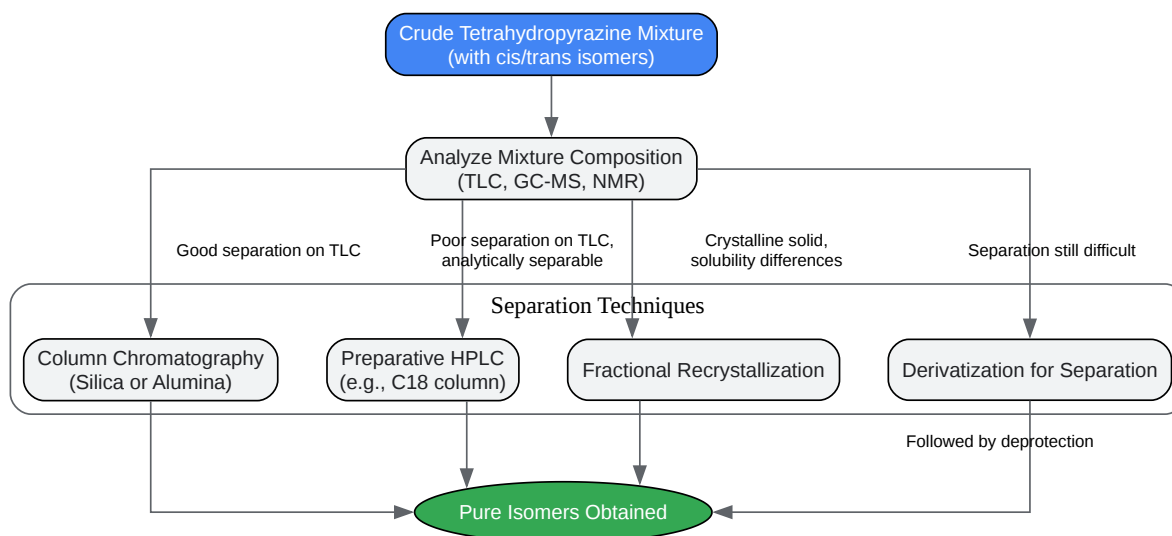 Crude Tetrahydropyrazine Mixture
(with cis/trans isomers)
Analyze Mixture Composition
(TLC, GC-MS, NMR)
Good separation on TLC
Poor separation on TLC,
analytically separable
Crystalline solid,
solubility differences
Separation still difficult
Separation Techniques
Column Chromatography
(Silica or Alumina)
Preparative HPLC
(e.g., C18 column)
Fractional Recrystallization
Derivatization for Separation
Followed by deprotection
Pure Isomers Obtained